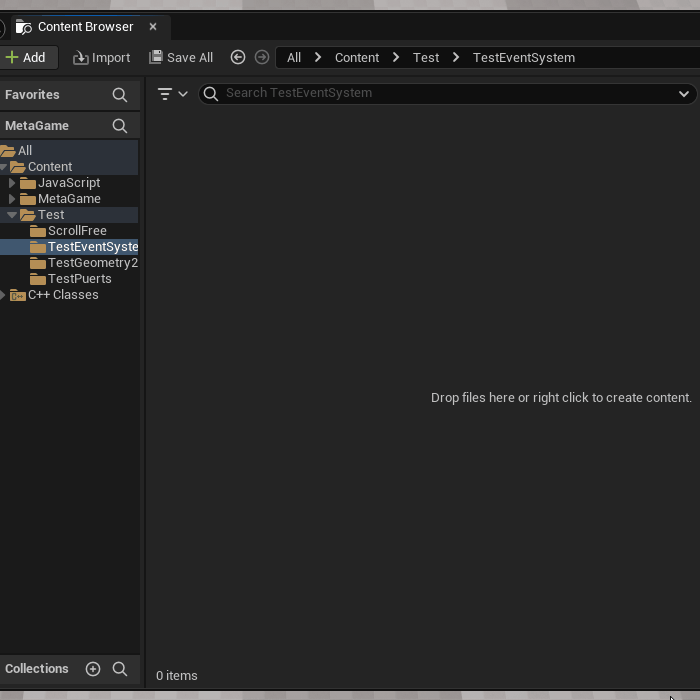 Content Browser
Add Import Save All All Content Test TestEventSystem
Favorites
Search TestEventSystem
MetaGame
All
Content
JavaScript
MetaGame
Test
ScrollFree
TestEventSyste
TestGeometry2
TestPuerts
C++ C++ Classes
Drop files here or right click to create content.
Collections
0 items